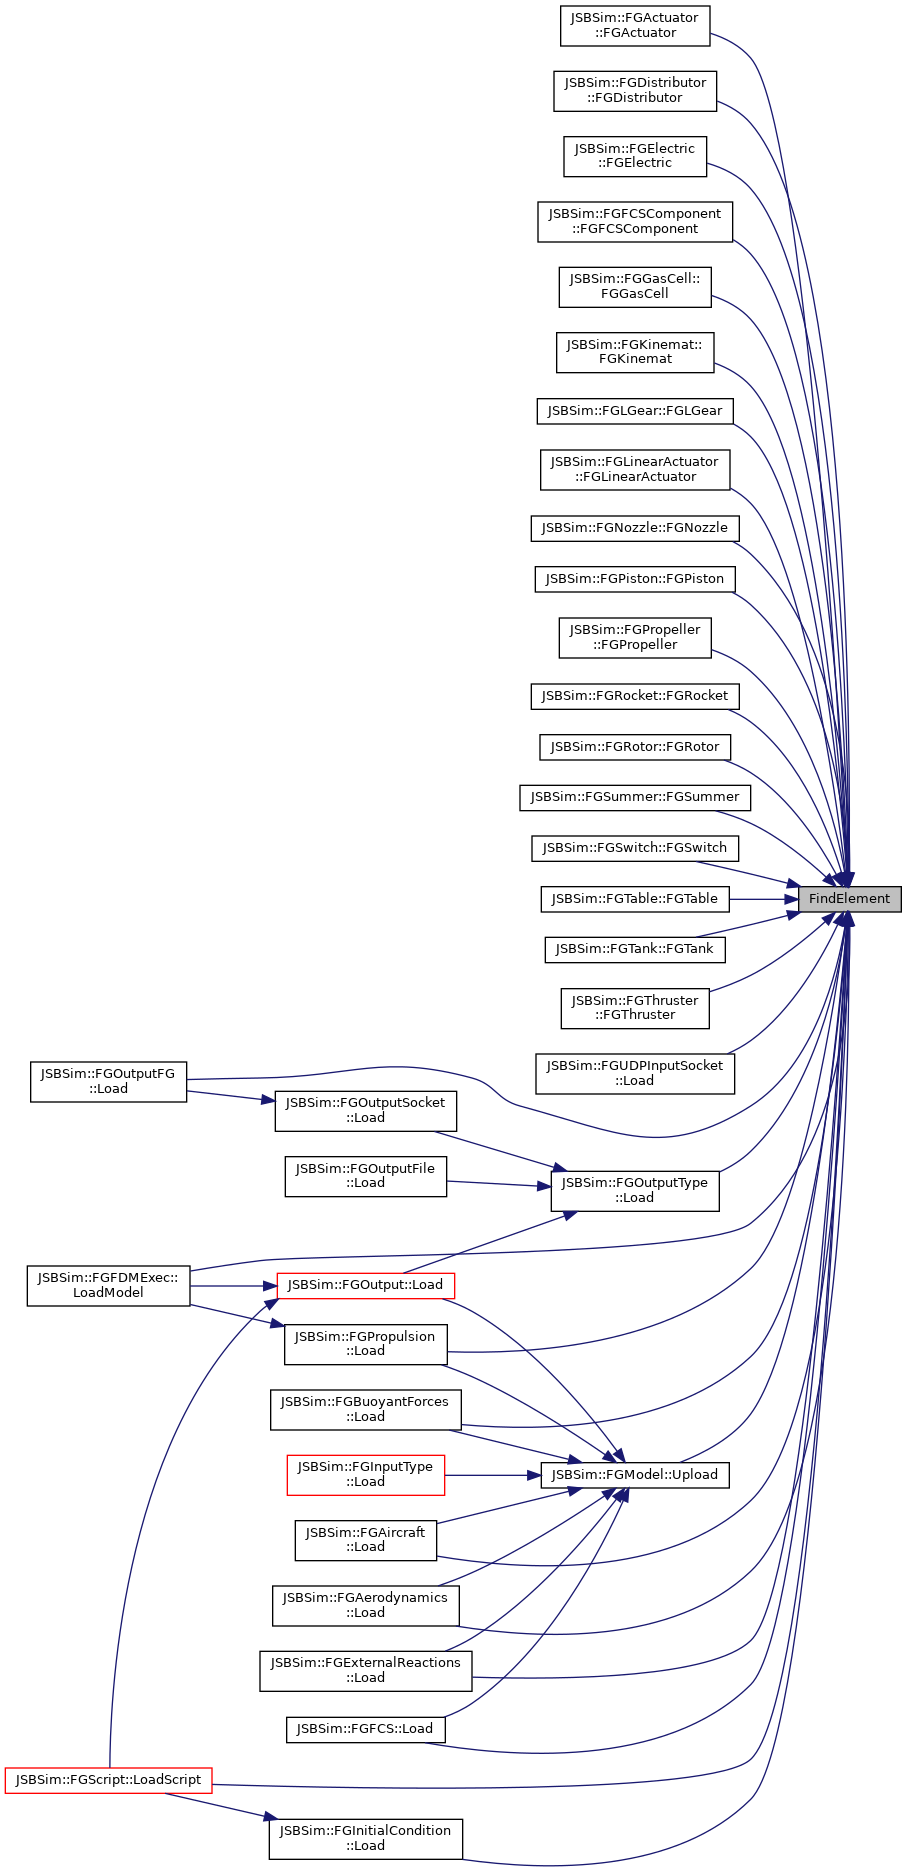 JSBSim::FGActuator
::FGActuator
JSBSim::FGDistributor
::FGDistributor
JSBSim::FGElectric
::FGElectric
JSBSim::FGFCSComponent
::FGFCSComponent
JSBSim::FGGasCell::
FGGasCell
JSBSim::FGKinemat::
FGKinemat
JSBSim::FGLGear::FGLGear
JSBSim::FGLinearActuator
::FGLinearActuator
JSBSim::FGNozzle::FGNozzle
JSBSim::FGPiston::FGPiston
JSBSim::FGPropeller
::FGPropeller
JSBSim::FGRocket::FGRocket
JSBSim::FGRotor::FGRotor
JSBSim::FGSummer::FGSummer
JSBSim::FGSwitch::FGSwitch
JSBSim::FGTable::FGTable
FindElement
JSBSim::FGTank::FGTank
JSBSim::FGThruster
::FGThruster
JSBSim::FGUDPInputSocket
::Load
JSBSim::FGOutputFG
::Load
JSBSim::FGOutputSocket
::Load
JSBSim::FGOutputFile
::Load
JSBSim::FGOutputType
::Load
JSBSim::FGFDMExec::
LoadModel
JSBSim::FGOutput::Load
JSBSim::FGPropulsion
::Load
JSBSim::FGBuoyantForces
::Load
JSBSim::FGInputType
::Load
JSBSim::FGModel::Upload
JSBSim::FGAircraft
::Load
JSBSim::FGAerodynamics
::Load
JSBSim::FGExternalReactions
::Load
JSBSim::FGFCS::Load
JSBSim::FGScript::LoadScript
JSBSim::FGInitialCondition
::Load